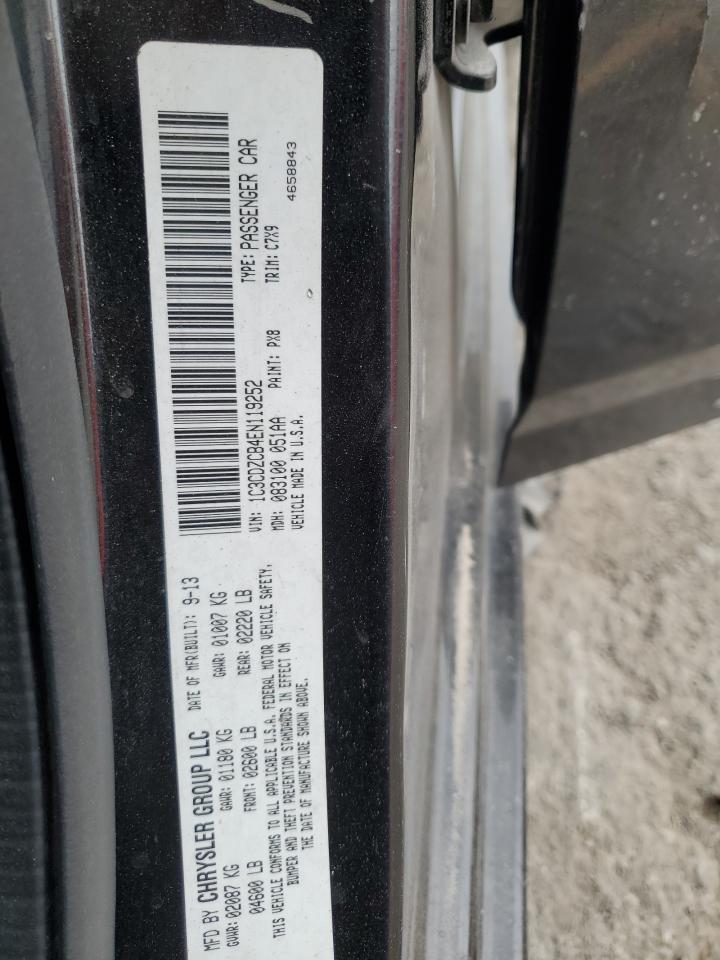 MFD BY CHRYSLER GROUP LLC DATE OF MFR(BUILT): 9-13
GVWR: 02087 KG GAWR: 01180 KG GAWR: 01007 KG
04600 LB FRONT: 02600 LB REAR: 02220 LB
THIS VEHICLE CONFORMS TO ALL APPLICABLE U.S.A. FEDERAL MOTOR VEHICLE SAFETY,
BUMPER AND THEFT PREVENTION STANDARDS IN EFFECT ON
THE DATE OF MANUFACTURE SHOWN ABOVE.
VIN: 1C3CDZCB4EN119252 TYPE: PASSENGER CAR
MDH: 083100 051AA PAINT: PX8 TRIM: C7X9
VEHICLE MADE IN U.S.A. 4658843